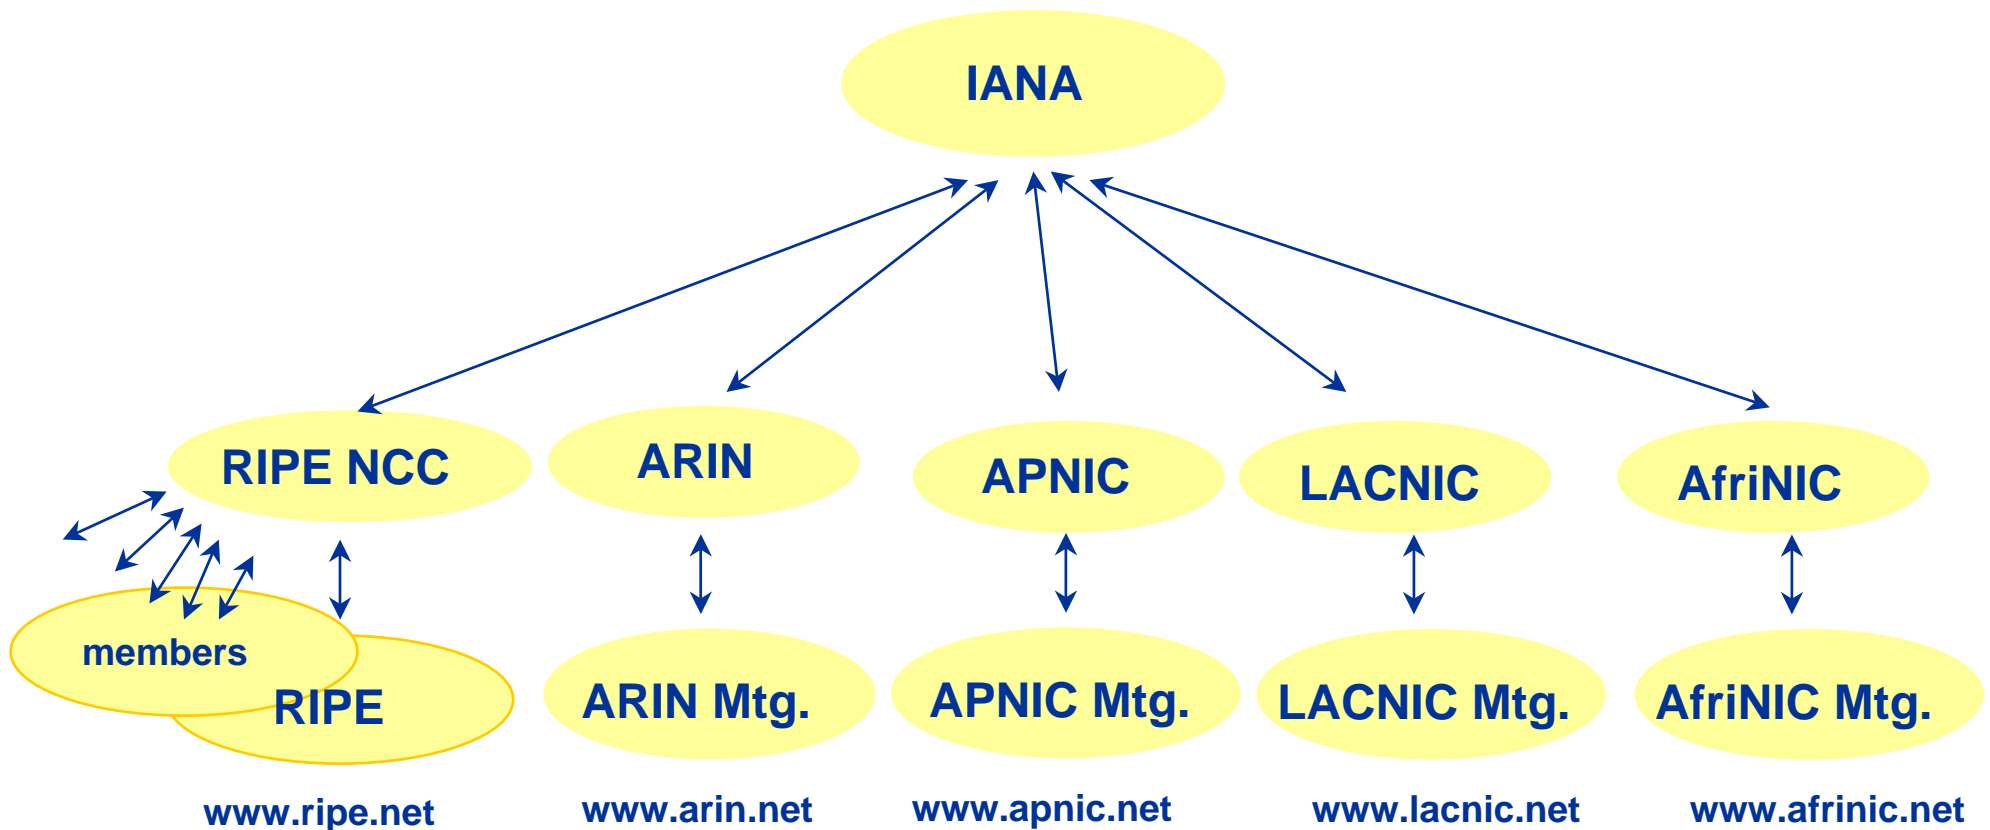 IANA
RIPE NCC
ARIN
APNIC
LACNIC
AfriNIC
members
RIPE
ARIN Mtg.
APNIC Mtg.
LACNIC Mtg.
AfriNIC Mtg.
www.ripe.net
www.arin.net
www.apnic.net
www.lacnic.net
www.afrinic.net